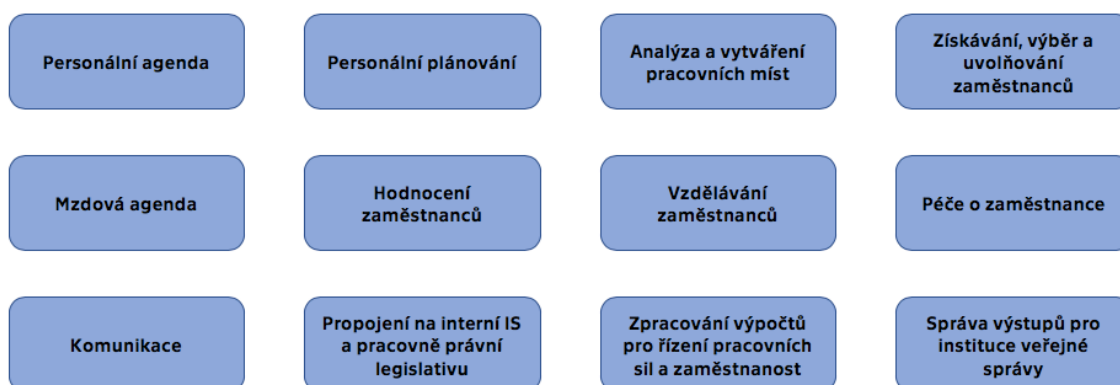 Personální agenda
Personální plánování
Analýza a vytváření
pracovních míst
Získávání, výběr a
uvolňování
zaměstnanců
Mzdová agenda
Hodnocení
zaměstnanců
Vzdělávání
zaměstnanců
Péče o zaměstnance
Komunikace
Propojení na interní IS
a pracovně právní
legislativu
Zpracování výpočtů
pro řízení pracovních
sil a zaměstnanost
Správa výstupů pro
instituce veřejné
správy